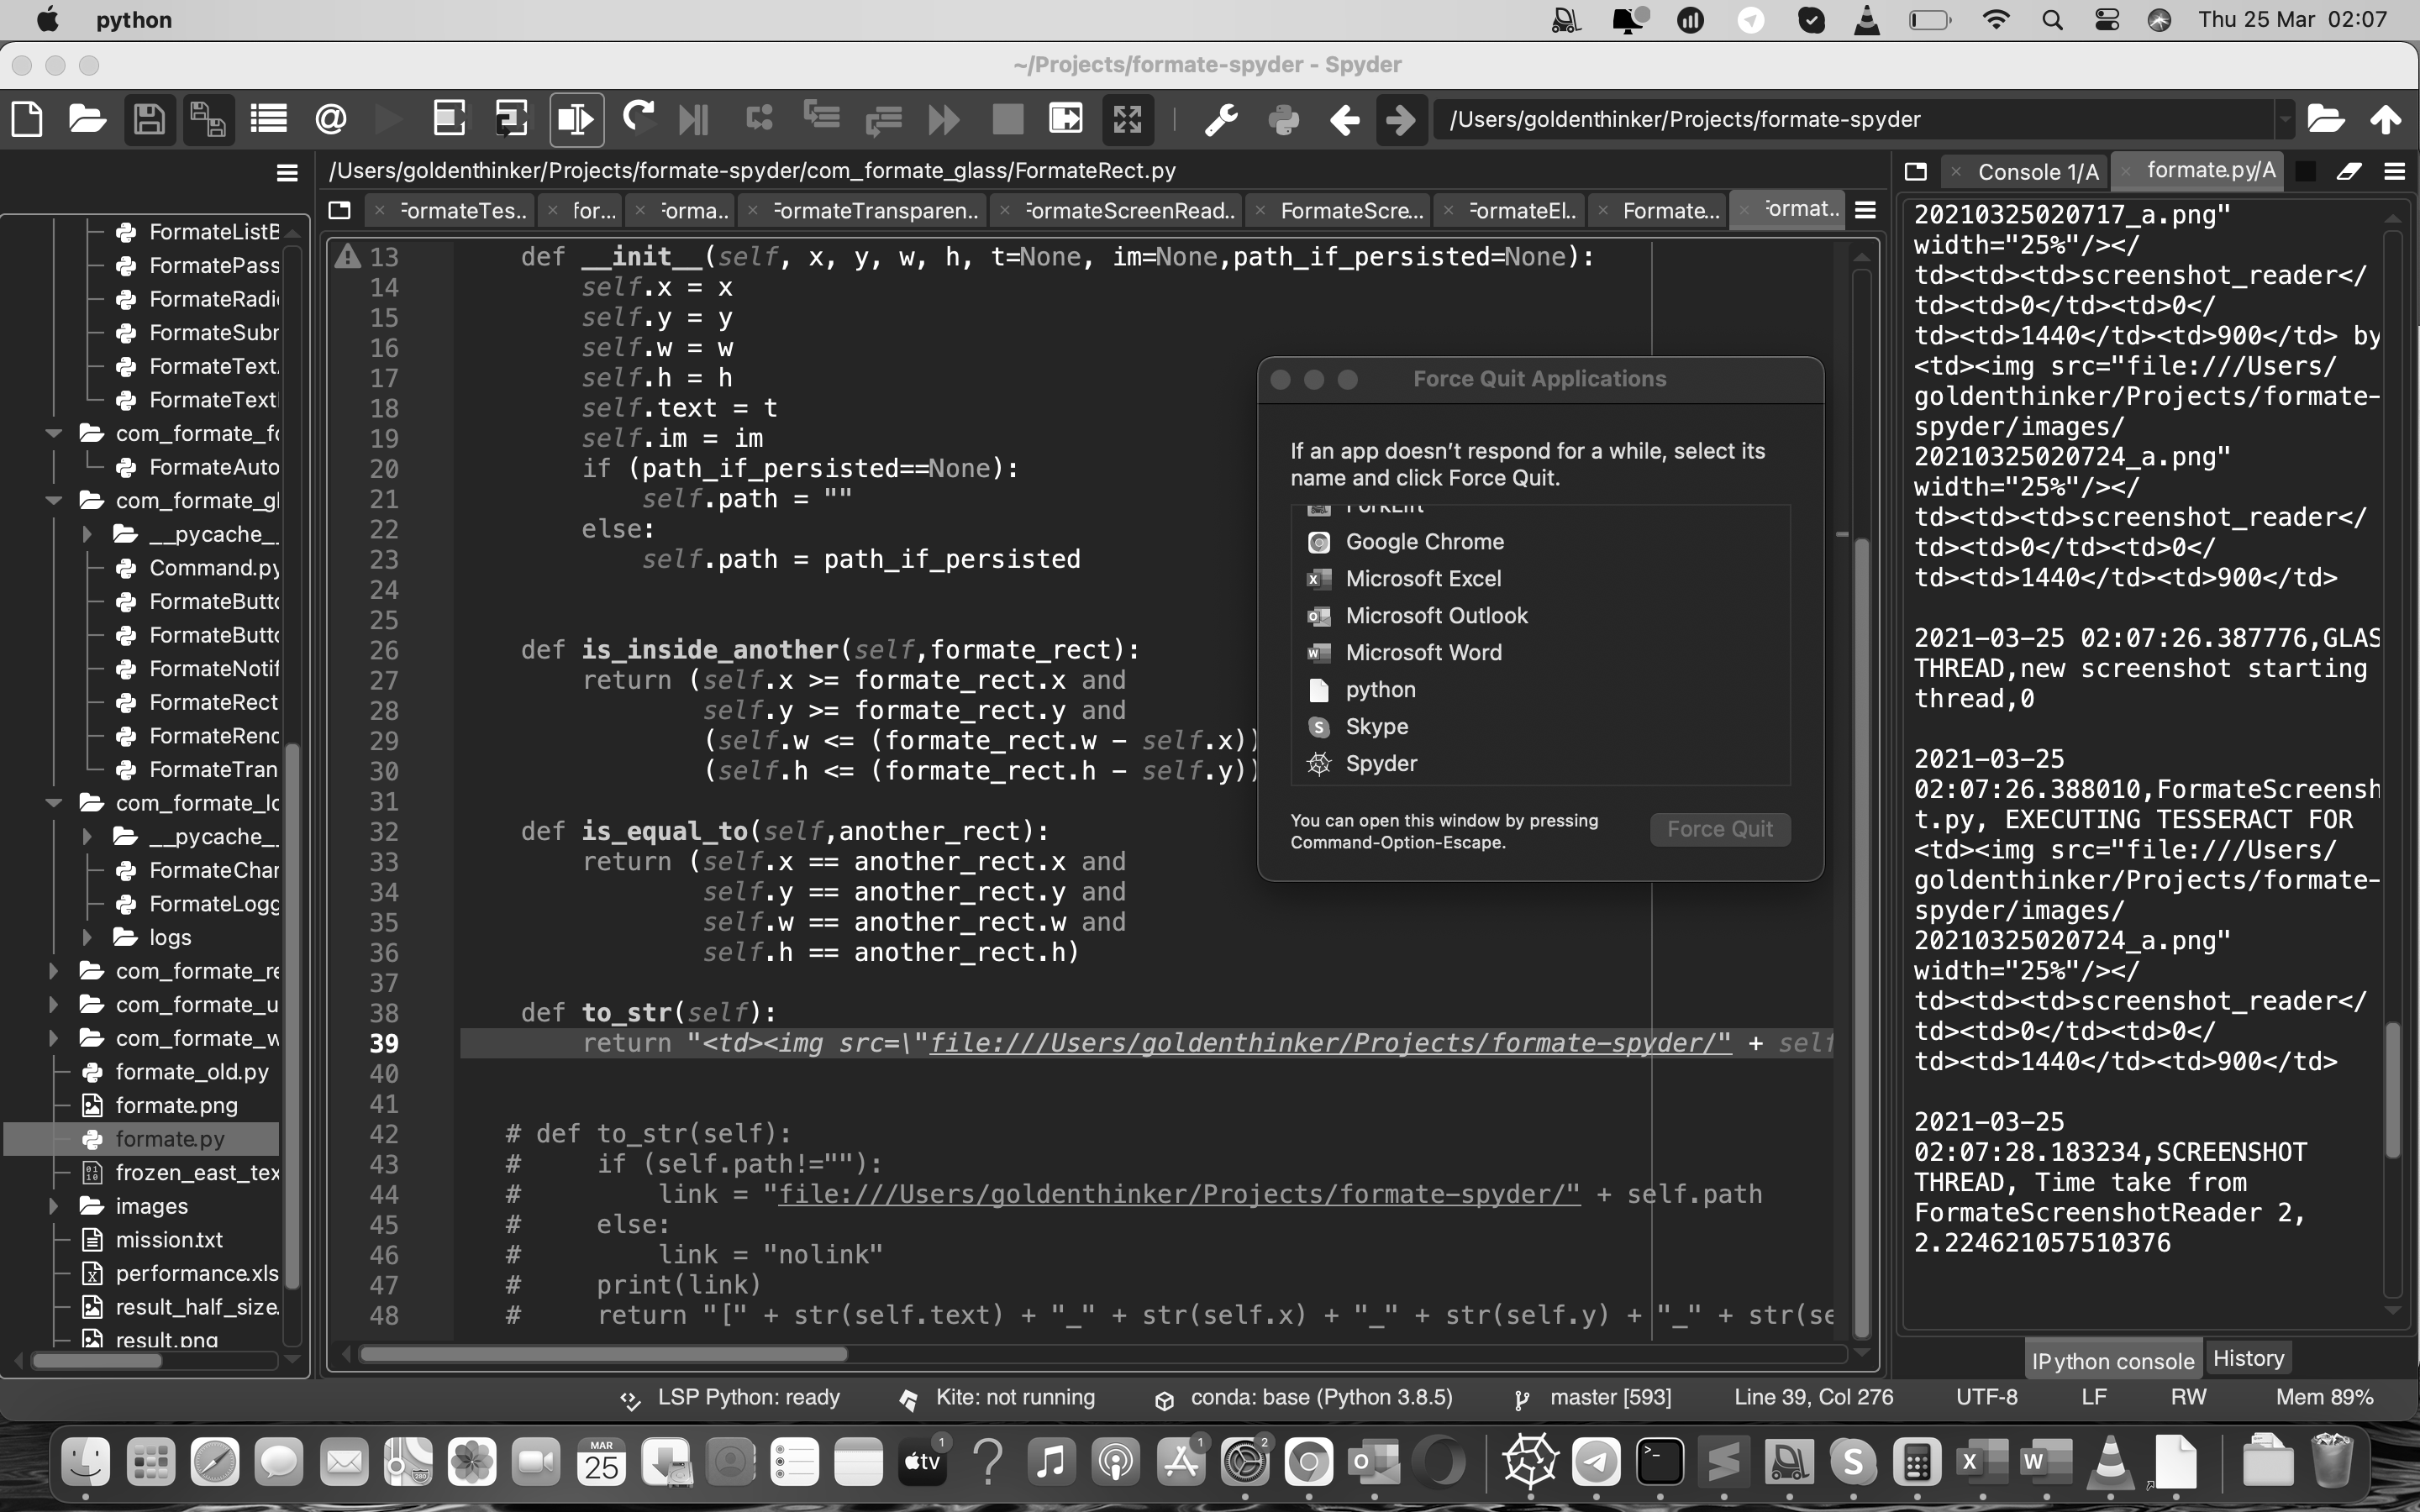 python
Thu 25 Mar 02:07
~/Projects/formate-spyder - Spyder
/Users/goldenthinker/Projects/formate-spyder
/Users/goldenthinker/Projects/formate-spyder/com_formate_glass/FormateRect.py
Console 1/A
formate.py/A
FormateTes..
for...
Forma..
FormateTransparen..
FormateScreenRead..
FormateScre...
FormateEl..
Formate...
Format..
FormateListB
FormatePass
FormateRadi
FormateSubr
FormateText.
FormateText
com_formate_fo
FormateAuto
com_formate_gl
__pycache__
Command.py
FormateButto
FormateButto
FormateNotif
FormateRect
FormateRend
FormateTran
com_formate_lo
__pycache__
FormateChar
FormateLogg
logs
com_formate_re
com_formate_u
com_formate_w
formate_old.py
formate.png
formate.py
frozen_east_tex
images
mission.txt
performance.xls
result_half_size.
result.png
13 def __init__(self, x, y, w, h, t=None, im=None,path_if_persisted=None):
14 self.x = x
15 self.y = y
16 self.w = w
17 self.h = h
18 self.text = t
19 self.im = im
20 if (path_if_persisted==None):
21 self.path = ""
22 else:
23 self.path = path_if_persisted
24
25
26 def is_inside_another(self,formate_rect):
27 return (self.x >= formate_rect.x and
28 self.y >= formate_rect.y and
29 (self.w <= (formate_rect.w - self.x))
30 (self.h <= (formate_rect.h - self.y))
31
32 def is_equal_to(self,another_rect):
33 return (self.x == another_rect.x and
34 self.y == another_rect.y and
35 self.w == another_rect.w and
36 self.h == another_rect.h)
37
38 def to_str(self):
39 return "<td><img src=\"file:///Users/goldenthinker/Projects/formate-spyder/" + self
40
41
42 # def to_str(self):
43 # if (self.path!=""):
44 # link = "file:///Users/goldenthinker/Projects/formate-spyder/" + self.path
45 # else:
46 # link = "nolink"
47 # print(link)
48 # return "[" + str(self.text) + "_" + str(self.x) + "_" + str(self.y) + "_" + str(se
Force Quit Applications
If an app doesn’t respond for a while, select its
name and click Force Quit.
ForkLift
Google Chrome
Microsoft Excel
Microsoft Outlook
Microsoft Word
python
Skype
Spyder
You can open this window by pressing
Command-Option-Escape.
Force Quit
20210325020717_a.png"
width="25%"/></
td><td><td>screenshot_reader</
td><td>0</td><td>0</
td><td>1440</td><td>900</td> by
<td><img src="file:///Users/
goldenthinker/Projects/formate-
spyder/images/
20210325020724_a.png"
width="25%"/></
td><td><td>screenshot_reader</
td><td>0</td><td>0</
td><td>1440</td><td>900</td>
2021-03-25 02:07:26.387776,GLAS
THREAD,new screenshot starting
thread,0
2021-03-25
02:07:26.388010,FormateScreensh
t.py, EXECUTING TESSERACT FOR
<td><img src="file:///Users/
goldenthinker/Projects/formate-
spyder/images/
20210325020724_a.png"
width="25%"/></
td><td><td>screenshot_reader</
td><td>0</td><td>0</
td><td>1440</td><td>900</td>
2021-03-25
02:07:28.183234,SCREENSHOT
THREAD, Time take from
FormateScreenshotReader 2,
2.224621057510376
IPython console
History
LSP Python: ready
Kite: not running
conda: base (Python 3.8.5)
master [593]
Line 39, Col 276
UTF-8
LF
RW
Mem 89%
MAR
25
tv
1
1
2